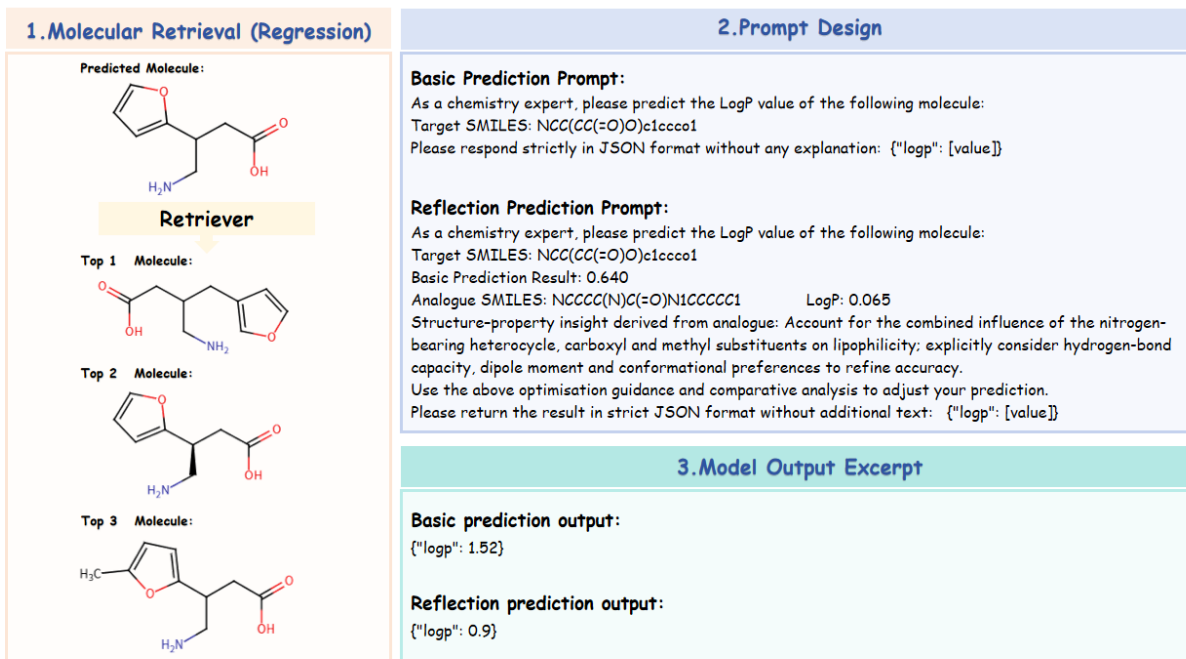 1.Molecular Retrieval (Regression)
Predicted Molecule:
O
O
OH
H₂N
Retriever
Top 1 Molecule:
O
OH
NH₂
O
Top 2 Molecule:
O
O
OH
H₂N
Top 3 Molecule:
H₃C
O
O
OH
H₂N
2.Prompt Design
Basic Prediction Prompt:
As a chemistry expert, please predict the LogP value of the following molecule:
Target SMILES: NCC(CC(=O)O)c1ccco1
Please respond strictly in JSON format without any explanation: {"logp": [value]}
Reflection Prediction Prompt:
As a chemistry expert, please predict the LogP value of the following molecule:
Target SMILES: NCC(CC(=O)O)c1ccco1
Basic Prediction Result: 0.640
Analogue SMILES: NCCCC(N)C(=O)N1CCCCC1 LogP: 0.065
Structure-property insight derived from analogue: Account for the combined influence of the nitrogen-
bearing heterocycle, carboxyl and methyl substituents on lipophilicity; explicitly consider hydrogen-bond
capacity, dipole moment and conformational preferences to refine accuracy.
Use the above optimisation guidance and comparative analysis to adjust your prediction.
Please return the result in strict JSON format without additional text: {"logp": [value]}
3.Model Output Excerpt
Basic prediction output:
{"logp": 1.52}
Reflection prediction output:
{"logp": 0.9}